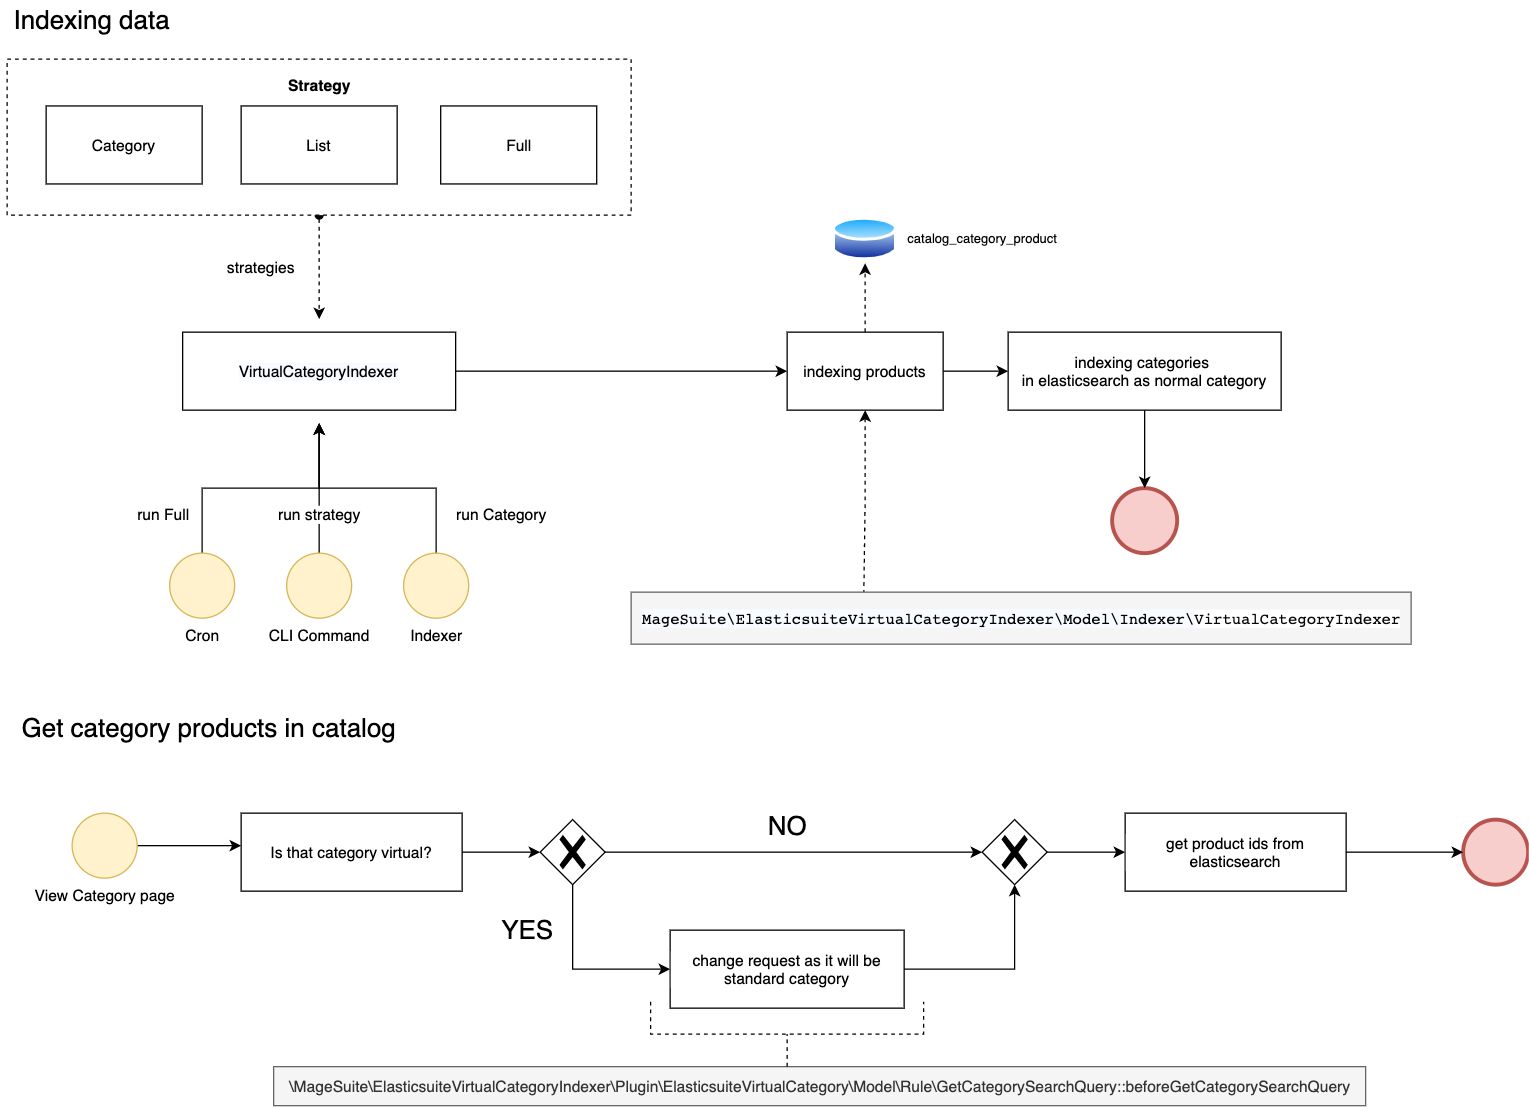 Indexing data
Strategy
Category
List
Full
catalog_category_product
strategies
VirtualCategoryIndexer
indexing products
indexing categories
in elasticsearch as normal category
run Full
run strategy
run Category
Cron
CLI Command
Indexer
MageSuite\ElasticsuiteVirtualCategoryIndexer\Model\Indexer\VirtualCategoryIndexer
Get category products in catalog
NO
Is that category virtual?
get product ids from
elasticsearch
View Category page
YES
change request as it will be
standard category
\MageSuite\ElasticsuiteVirtualCategoryIndexer\Plugin\ElasticsuiteVirtualCategory\Model\Rule\GetCategorySearchQuery::beforeGetCategorySearchQuery